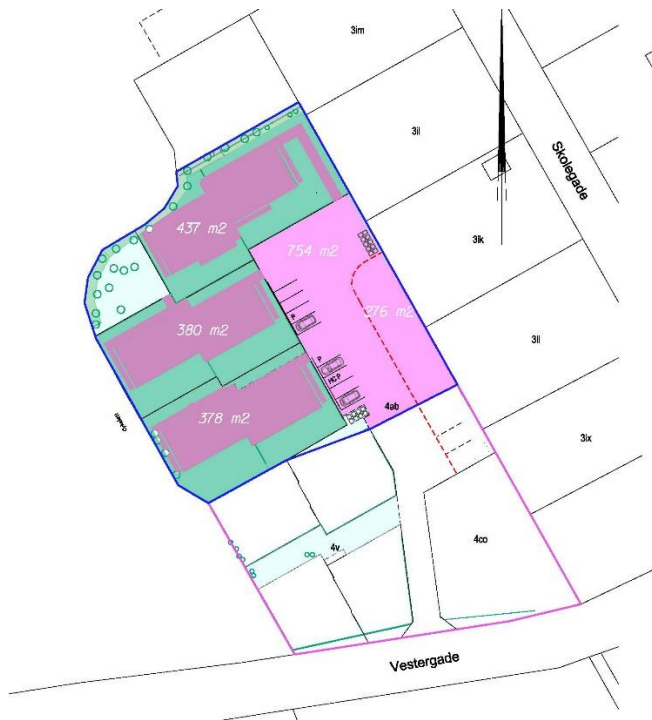 3im
3il
Skolegade
437 m2
754 m2
3ik
276 m2
380 m2
P
3ll
P
HC P
378 m2
4ab
3ix
4v
4co
Vestergade